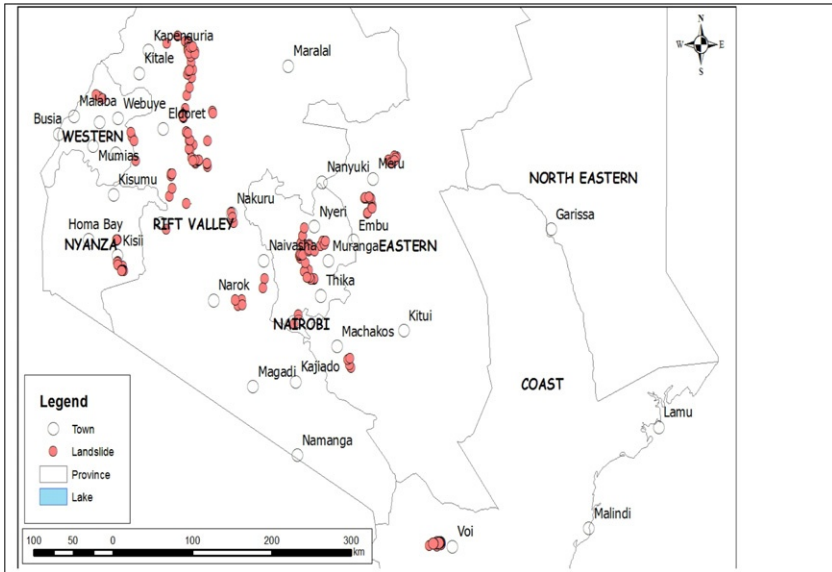 N
W E
S
Kapenguria
Kitale
Maralal
Malaba
Webuye
Eldoret
Busia
WESTERN
Mumias
Nanyuki
Meru
NORTH EASTERN
Kisumu
Nakuru
Nyeri
Homa Bay
RIFT VALLEY
Embu
Garissa
NYANZA
Kisii
Naivasha
Muranga
EASTERN
Narok
Thika
NAIROBI
Machakos
Kitui
Magadi
Kajiado
COAST
Lamu
Namanga
Malindi
Voi
Legend
Town
Landslide
Province
Lake
100 50 0 100 200 300
km